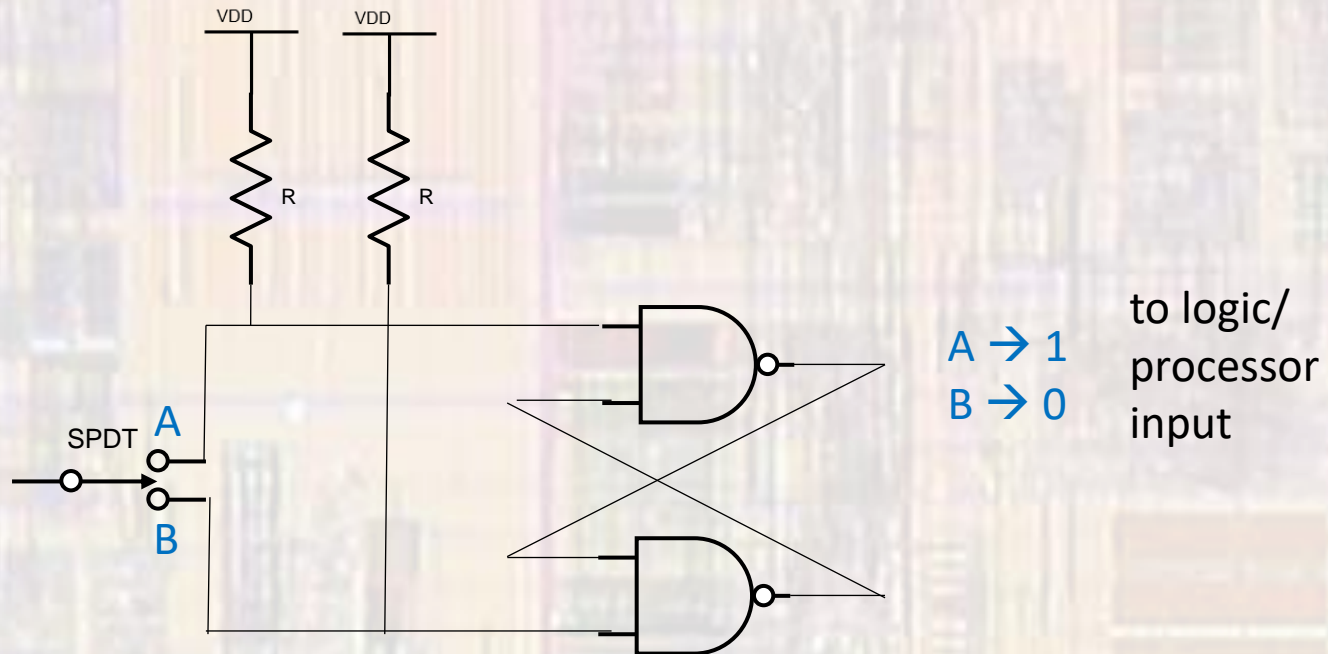 VDD
VDD
R
R
SPDT
A
B
A → 1
B → 0
to logic/
processor
input